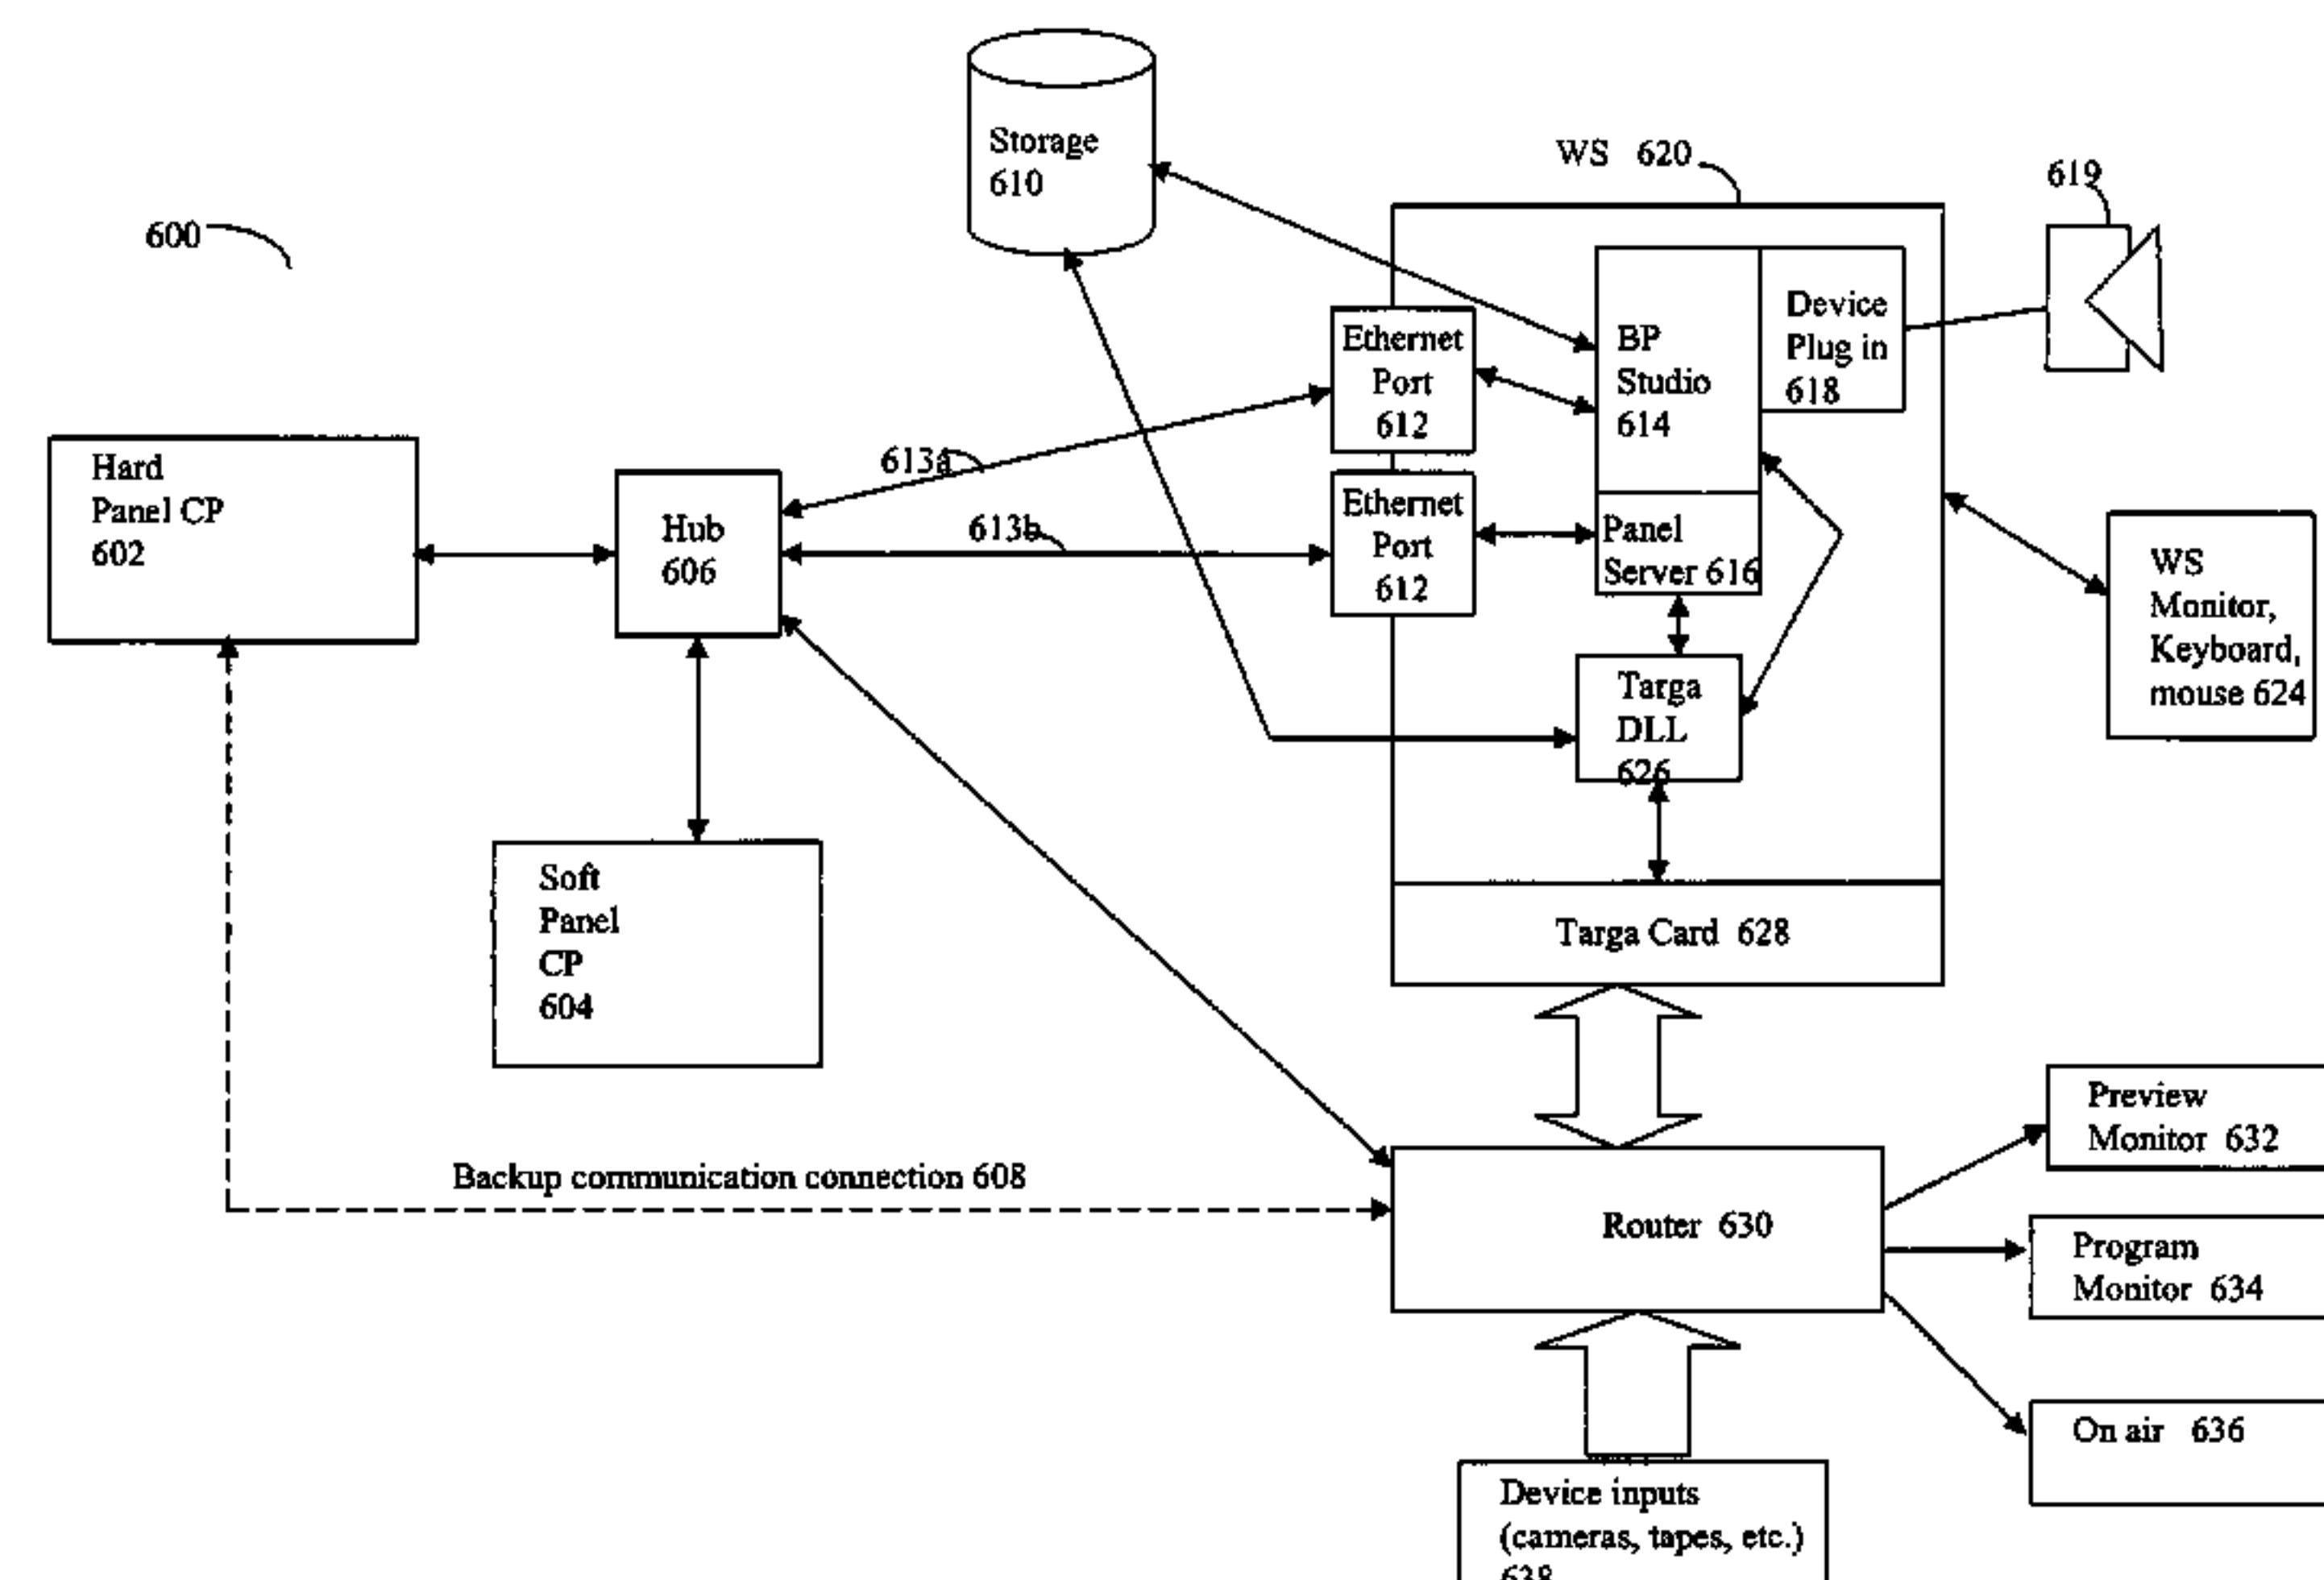 600
Storage
610
WS 620
619
Ethernet
Port
612
BP
Studio
614
Device
Plug in
618
Hard
Panel CP
602
Hub
606
613a
613b
Ethernet
Port
612
Panel
Server 616
WS
Monitor,
Keyboard,
mouse 624
Targa
DLL
626
Soft
Panel
CP
604
Targa Card 628
Backup communication connection 608
Router 630
Preview
Monitor 632
Program
Monitor 634
On air 636
Device inputs
(cameras, tapes, etc.)
638